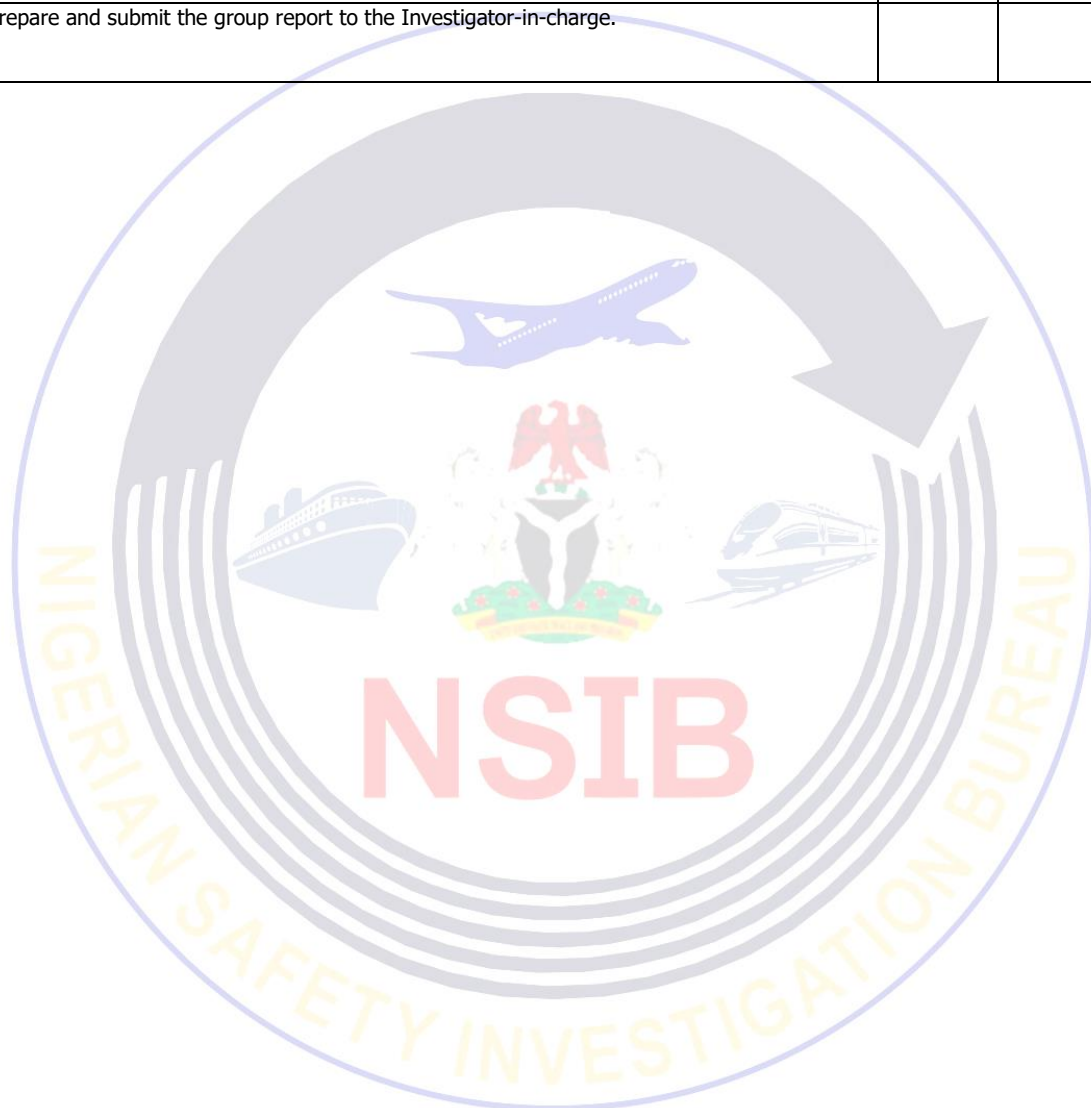 repare and submit the group report to the Investigator-in-charge.
NSIB
NIGERIAN SAFETY INVESTIGATION BUREAU